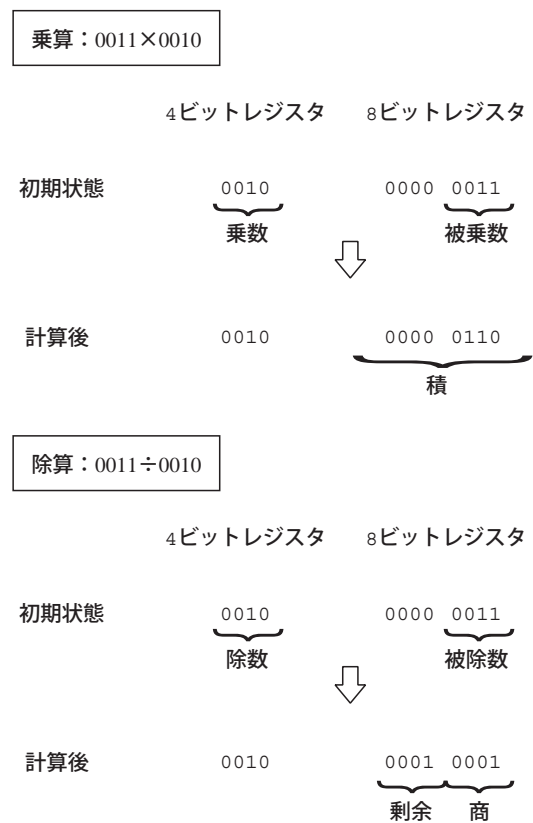 乗算：0011×0010
4ビットレジスタ 8ビットレジスタ
初期状態 0010 0000 0011
乗数 被乗数
計算後 0010 0000 0110
積
除算：0011÷0010
4ビットレジスタ 8ビットレジスタ
初期状態 0010 0000 0011
除数 被除数
計算後 0010 0001 0001
剰余 商